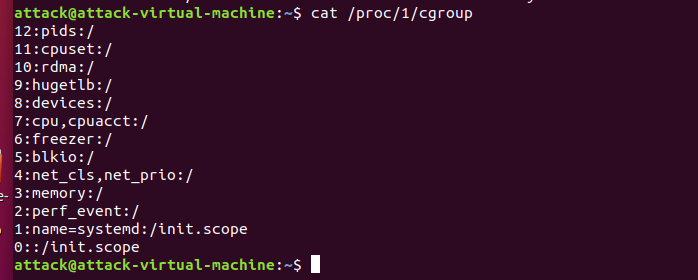 attack@attack-virtual-machine:~$ cat /proc/1/cgroup
12:pids:/
11:cpuset:/
10:rdma:/
9:hugetlb:/
8:devices:/
7:cpu,cpuacct:/
6:freezer:/
5:blkio:/
4:net_cls,net_prio:/
3:memory:/
2:perf_event:/
1:name=systemd:/init.scope
0::/init.scope
attack@attack-virtual-machine:~$